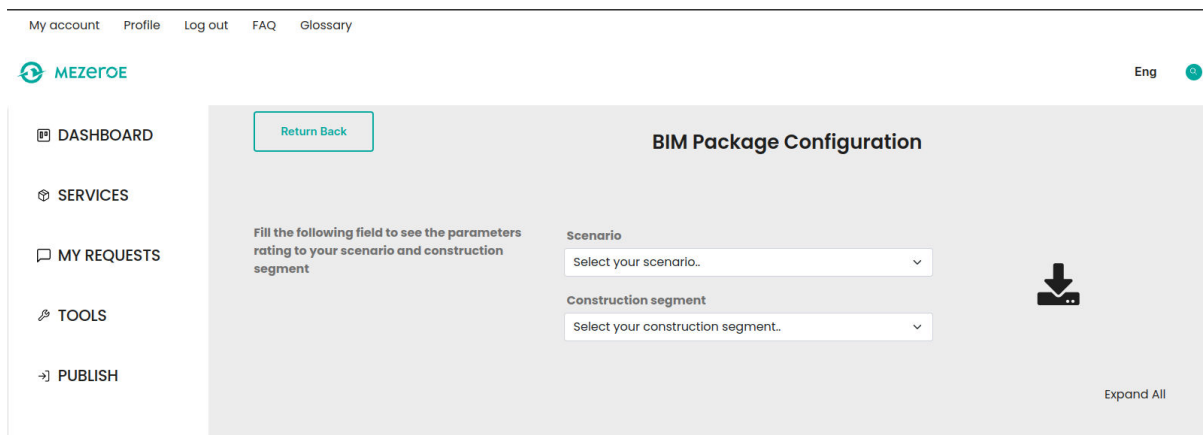 My account Profile Log out FAQ Glossary
MEZeroE
Eng
DASHBOARD
SERVICES
MY REQUESTS
TOOLS
PUBLISH
Return Back
BIM Package Configuration
Fill the following field to see the parameters
rating to your scenario and construction
segment
Scenario
Select your scenario..
Construction segment
Select your construction segment..
Expand All